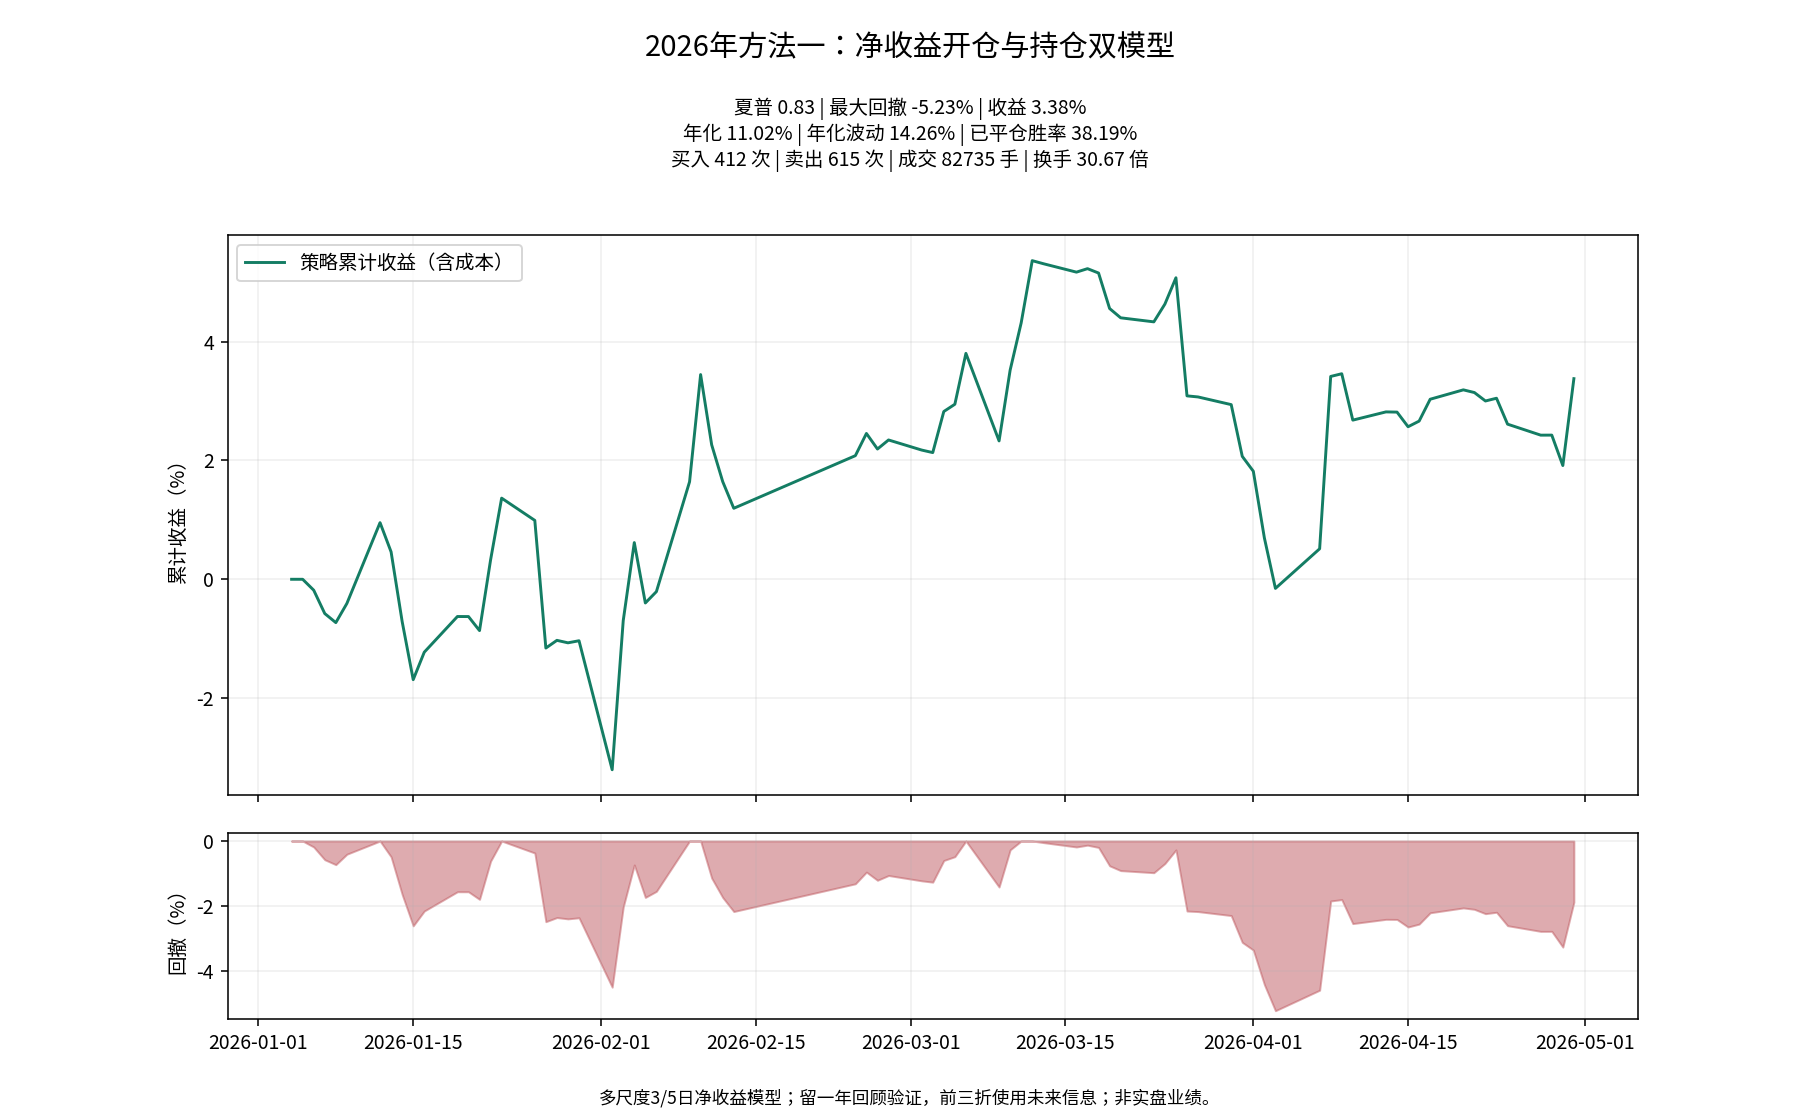 2026年方法一：净收益开仓与持仓双模型
夏普 0.83 | 最大回撤 -5.23% | 收益 3.38%
年化 11.02% | 年化波动 14.26% | 已平仓胜率 38.19%
买入 412 次 | 卖出 615 次 | 成交 82735 手 | 换手 30.67 倍
策略累计收益（含成本）
累计收益（%）
4
2
0
-2
回撤（%）
0
-2
-4
2026-01-01 2026-01-15 2026-02-01 2026-02-15 2026-03-01 2026-03-15 2026-04-01 2026-04-15 2026-05-01
多尺度3/5日净收益模型；留一年回顾验证，前三折使用未来信息；非实盘业绩。